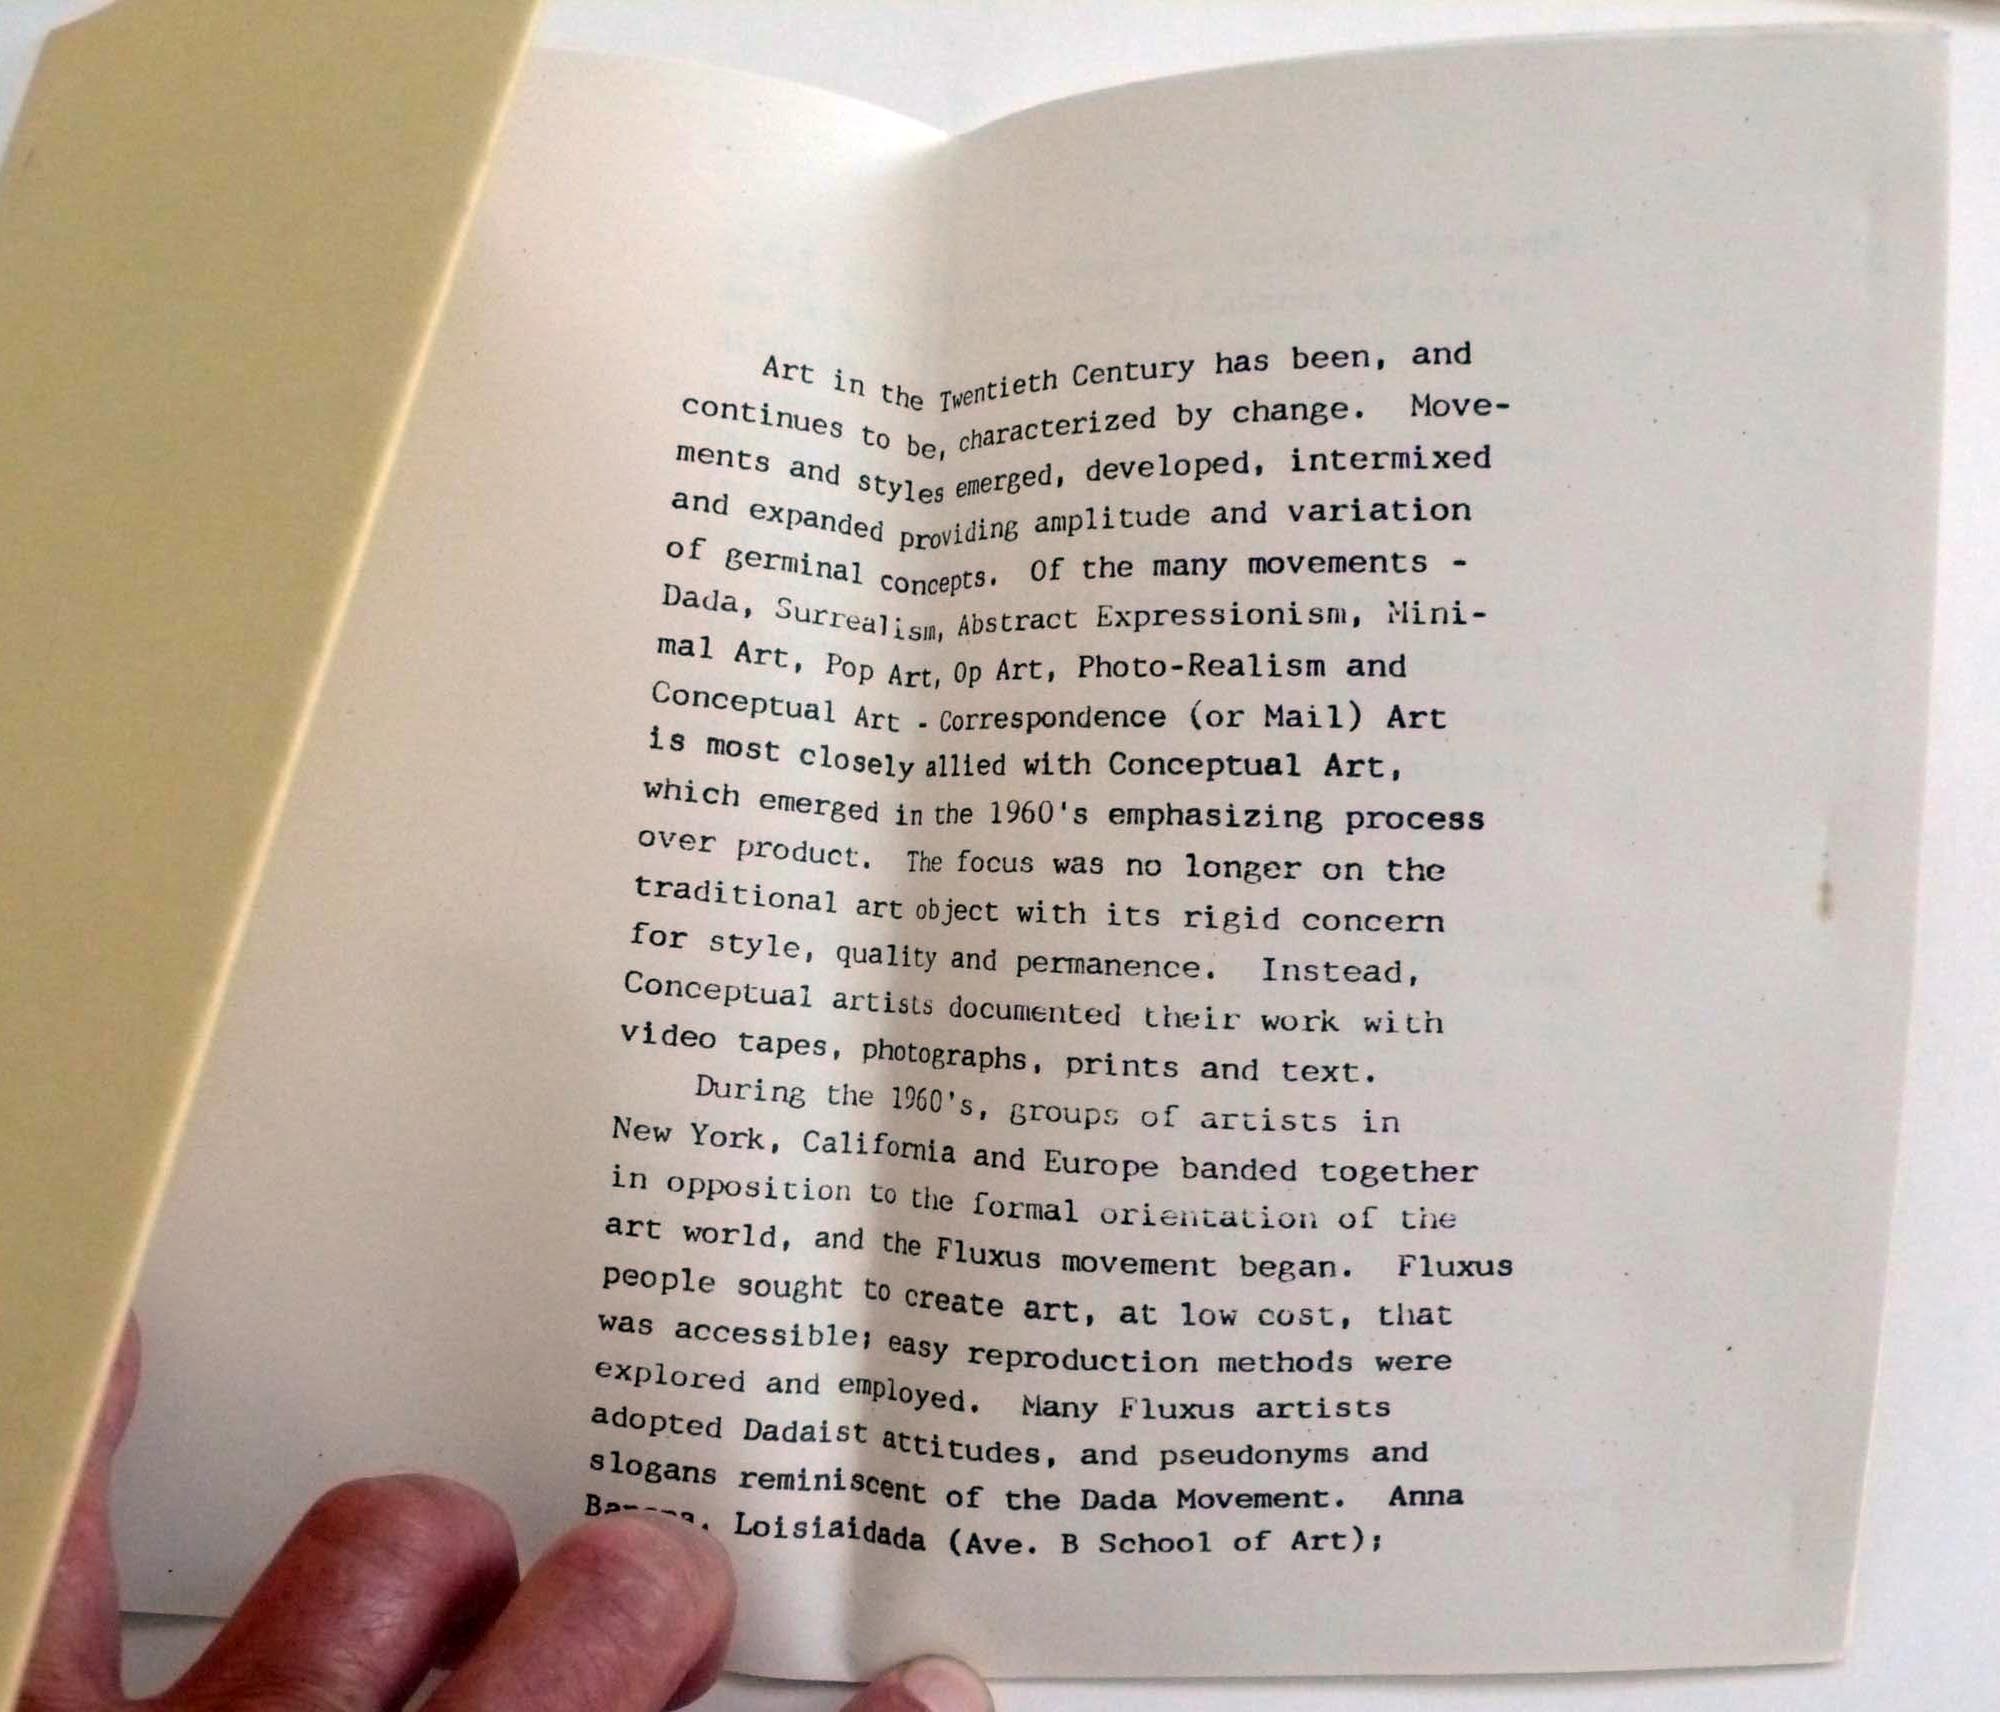 Art in the Twentieth Century has been, and
continues to be, characterized by change. Move-
ments and styles emerged, developed, intermixed
and expanded providing amplitude and variation
of germinal concepts. Of the many movements -
Dada, Surrealism, Abstract Expressionism, Mini-
mal Art, Pop Art, Op Art, Photo-Realism and
Conceptual Art - Correspondence (or Mail) Art
is most closely allied with Conceptual Art,
which emerged in the 1960's emphasizing process
over product. The focus was no longer on the
traditional art object with its rigid concern
for style, quality and permanence. Instead,
Conceptual artists documented their work with
video tapes, photographs, prints and text.
During the 1960's, groups of artists in
New York, California and Europe banded together
in opposition to the formal orientation of the
art world, and the Fluxus movement began. Fluxus
people sought to create art, at low cost, that
was accessible; easy reproduction methods were
explored and employed. Many Fluxus artists
adopted Dadaist attitudes, and pseudonyms and
slogans reminiscent of the Dada Movement. Anna
Loisiaidada (Ave. B School of Art);